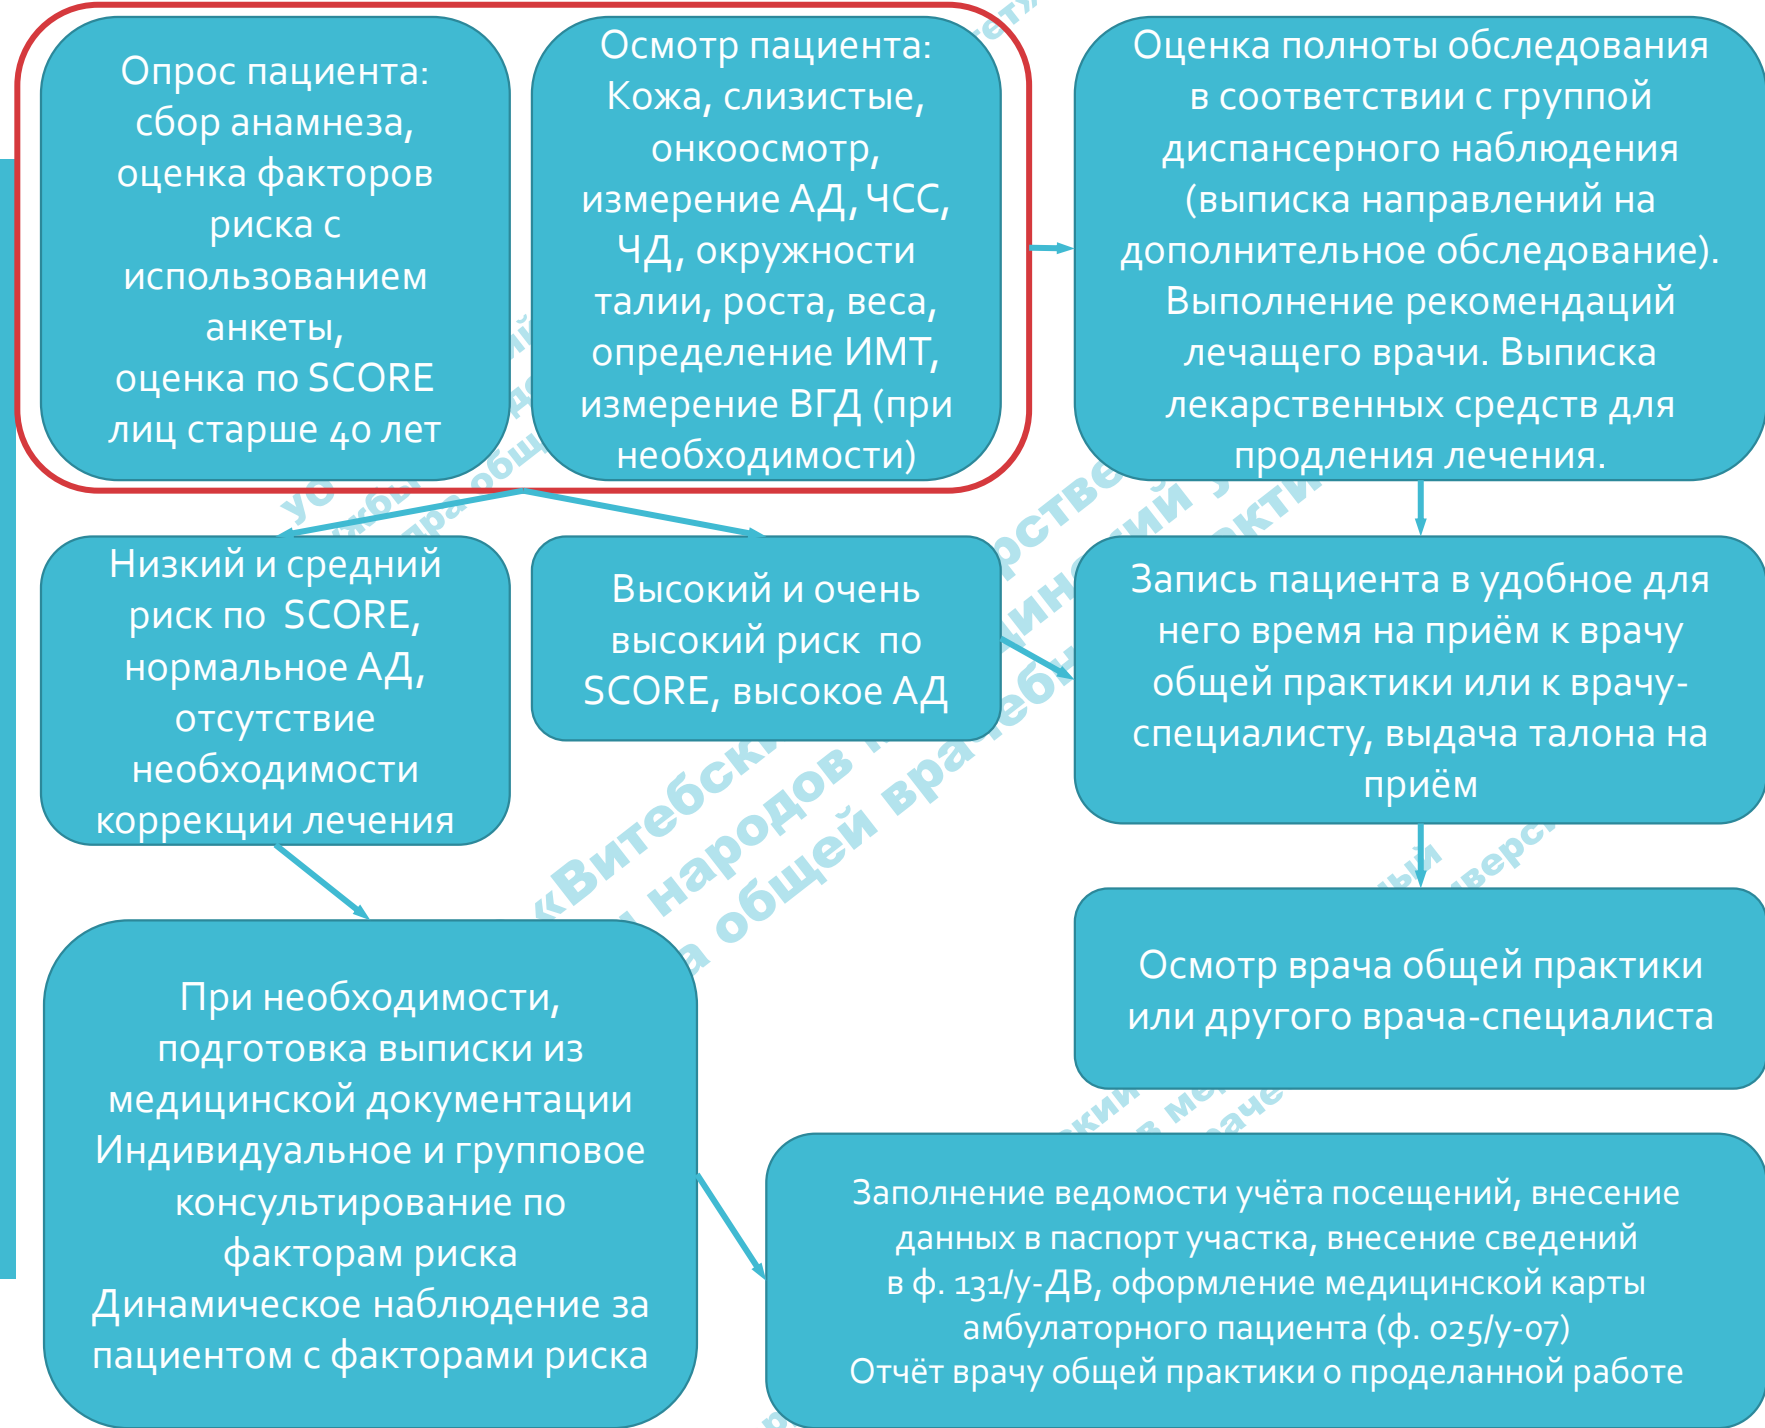 Опрос пациента:
сбор анамнеза,
оценка факторов
риска с
использованием
анкеты,
оценка по SCORE
лиц старше 40 лет
Осмотр пациента:
Кожа, слизистые,
онкоосмотр,
измерение АД, ЧСС,
ЧД, окружности
талии, роста, веса,
определение ИМТ,
измерение ВГД (при
необходимости)
Оценка полноты обследования
в соответствии с группой
диспансерного наблюдения
(выписка направлений на
дополнительное обследование).
Выполнение рекомендаций
лечащего врачи. Выписка
лекарственных средств для
продления лечения.
Низкий и средний
риск по SCORE,
нормальное АД,
отсутствие
необходимости
коррекции лечения
Высокий и очень
высокий риск по
SCORE, высокое АД
Запись пациента в удобное для
него время на приём к врачу
общей практики или к врачу-
специалисту, выдача талона на
приём
При необходимости,
подготовка выписки из
медицинской документации
Индивидуальное и групповое
консультирование по
факторам риска
Динамическое наблюдение за
пациентом с факторами риска
Осмотр врача общей практики
или другого врача-специалиста
Заполнение ведомости учёта посещений, внесение
данных в паспорт участка, внесение сведений
в ф. 131/у-ДВ, оформление медицинской карты
амбулаторного пациента (ф. 025/у-07)
Отчёт врачу общей практики о проделанной работе
УО
«Витебски
народов
общей враче